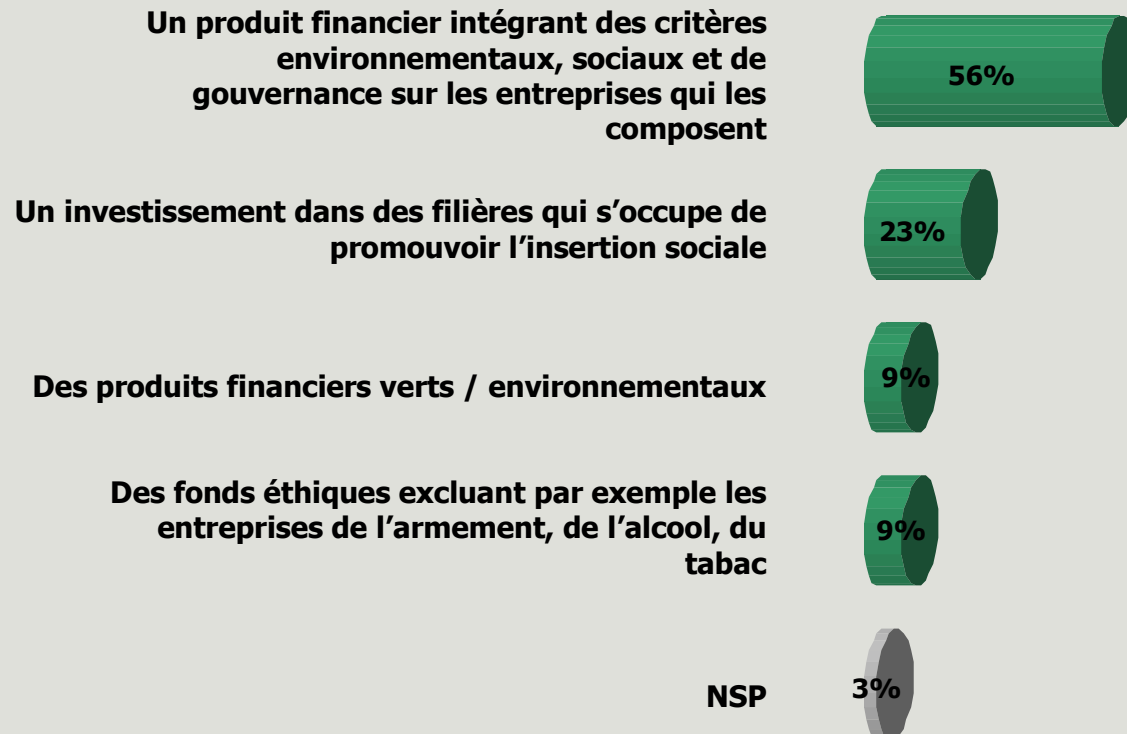 Un produit financier intégrant des critères
environnementaux, sociaux et de
gouvernance sur les entreprises qui les
composent
56%
Un investissement dans des filières qui s’occupe de
promouvoir l’insertion sociale
23%
Des produits financiers verts / environnementaux
9%
Des fonds éthiques excluant par exemple les
entreprises de l’armement, de l’alcool, du
tabac
9%
NSP
3%